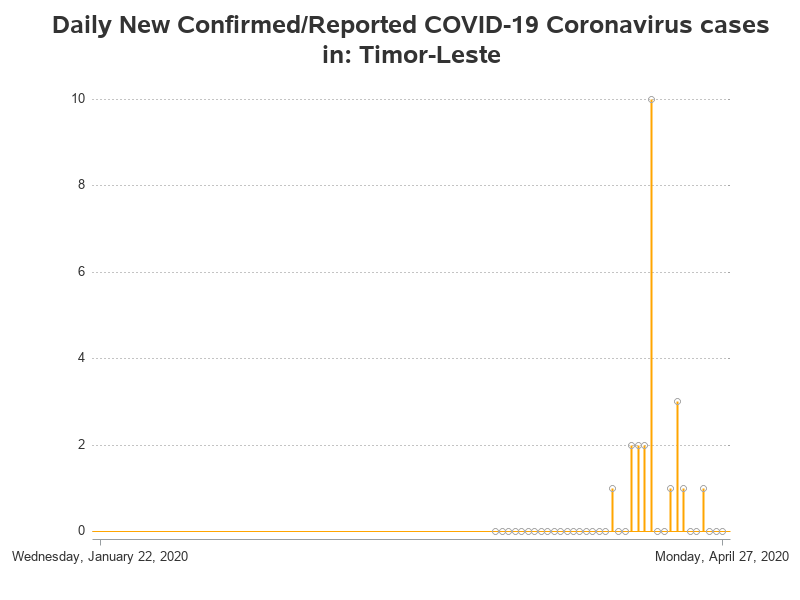 Daily New Confirmed/Reported COVID-19 Coronavirus cases
in: Timor-Leste
10
8
6
4
2
0
Wednesday, January 22, 2020
Monday, April 27, 2020